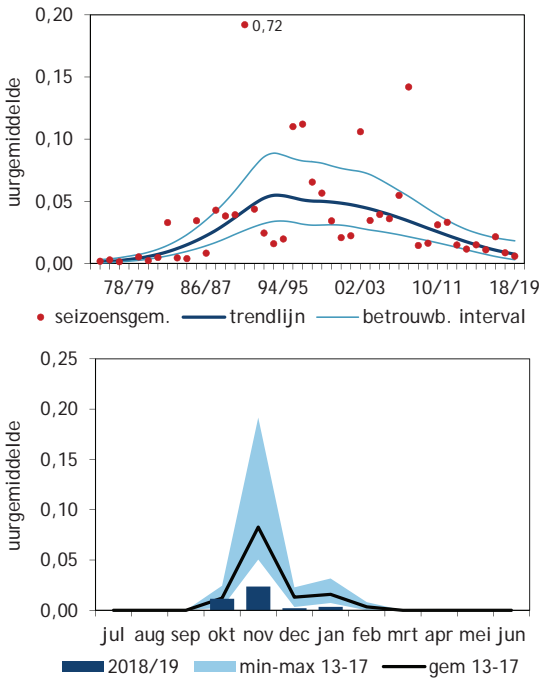 0,20
0,72
0,15
uurgemiddelde
0,10
0,05
0,00
78/79 86/87 94/95 02/03 10/11 18/19
seizoensgem. trendlijn betrouwb. interval
0,25
0,20
0,15
uurgemiddelde
0,10
0,05
0,00
jul aug sep okt nov dec jan feb mrt apr mei jun
2018/19 min-max 13-17 gem 13-17